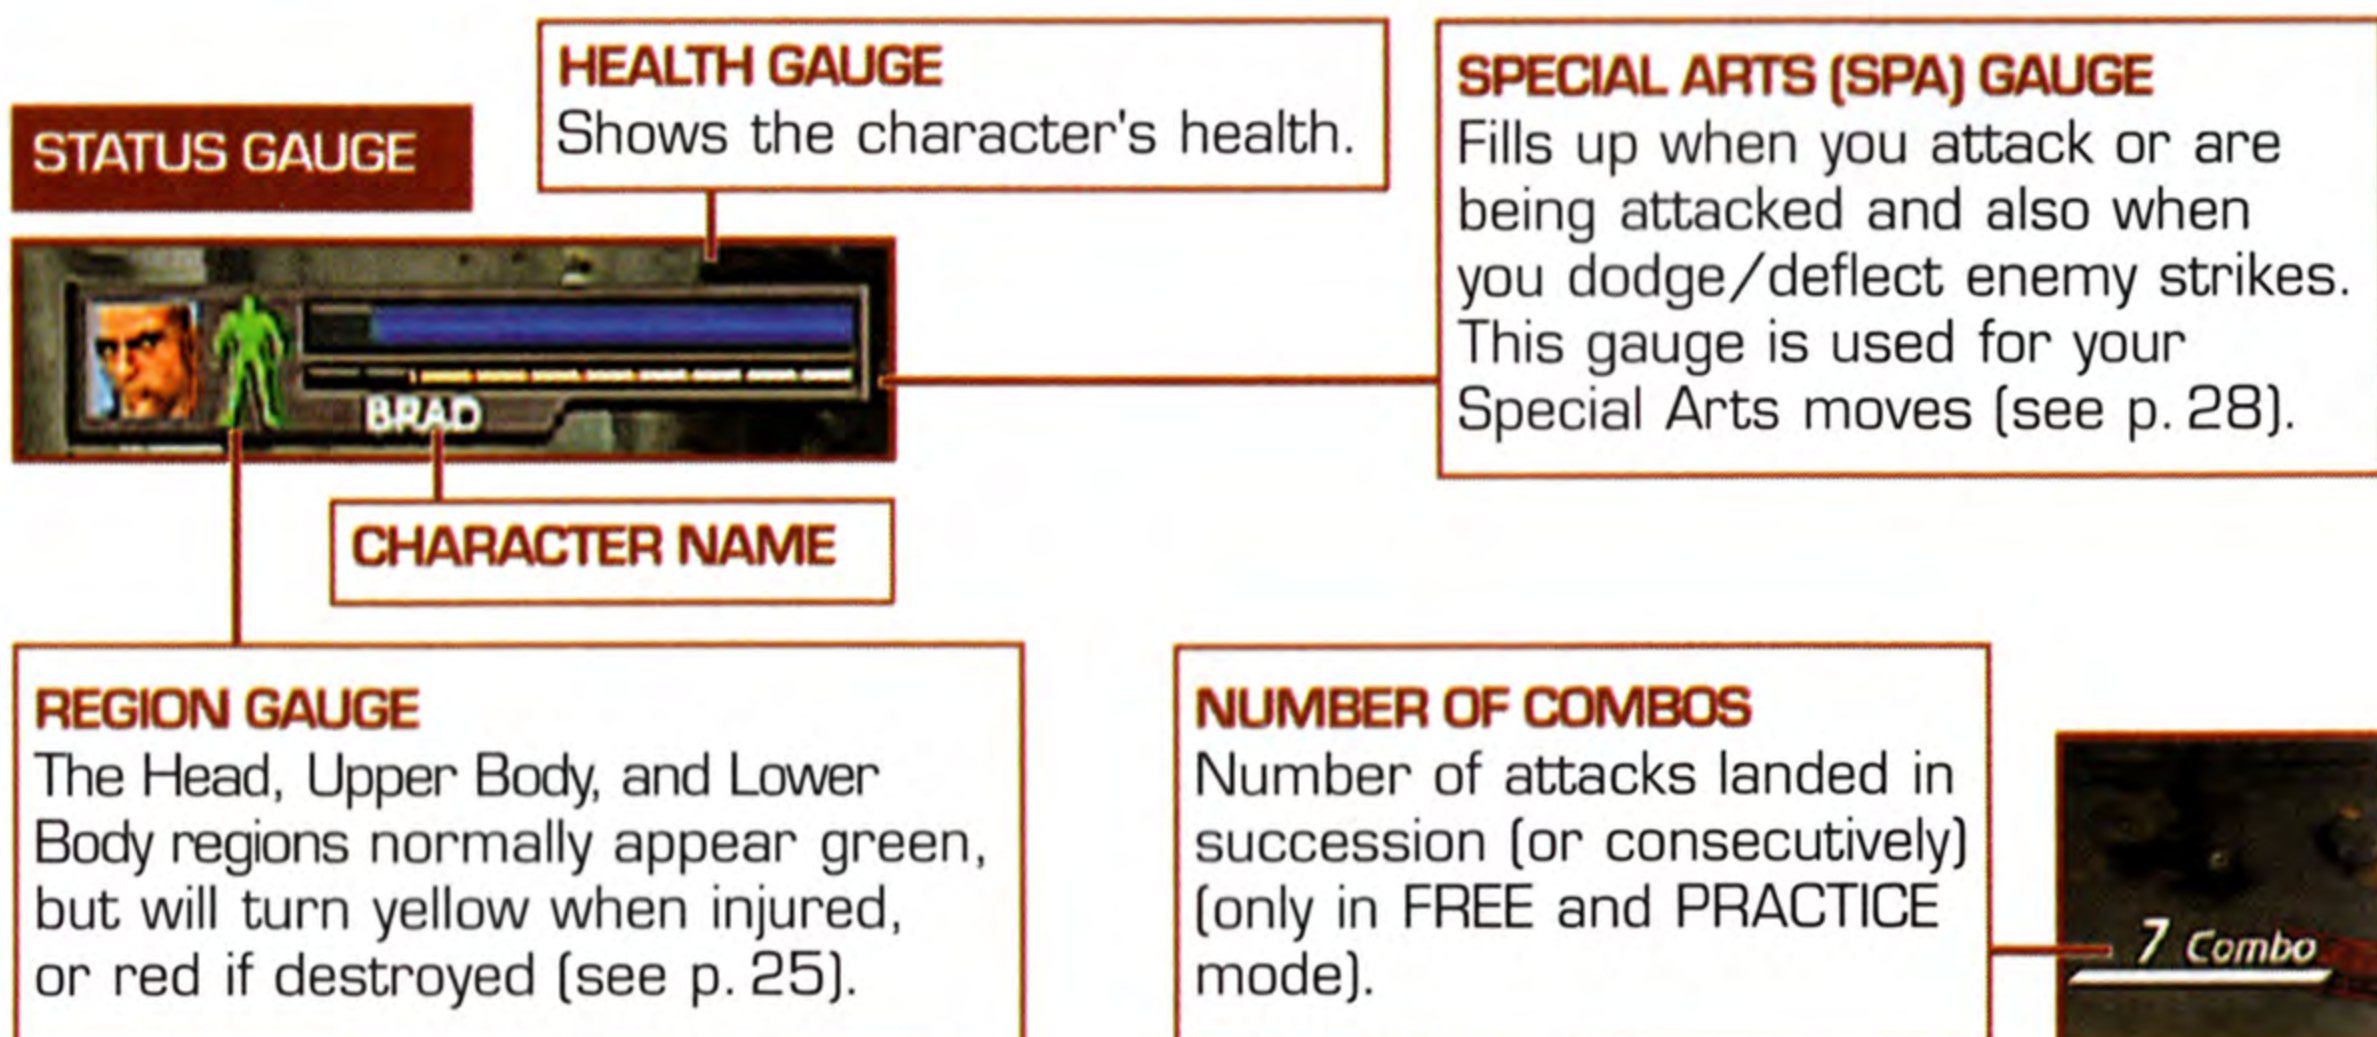 STATUS GAUGE
HEALTH GAUGE
Shows the character's health.
SPECIAL ARTS (SPA) GAUGE
Fills up when you attack or are
being attacked and also when
you dodge/deflect enemy strikes.
This gauge is used for your
Special Arts moves (see p. 28).
BRAD
CHARACTER NAME
REGION GAUGE
The Head, Upper Body, and Lower
Body regions normally appear green,
but will turn yellow when injured,
or red if destroyed (see p. 25).
NUMBER OF COMBOS
Number of attacks landed in
succession (or consecutively)
(only in FREE and PRACTICE
mode).
7 Combo